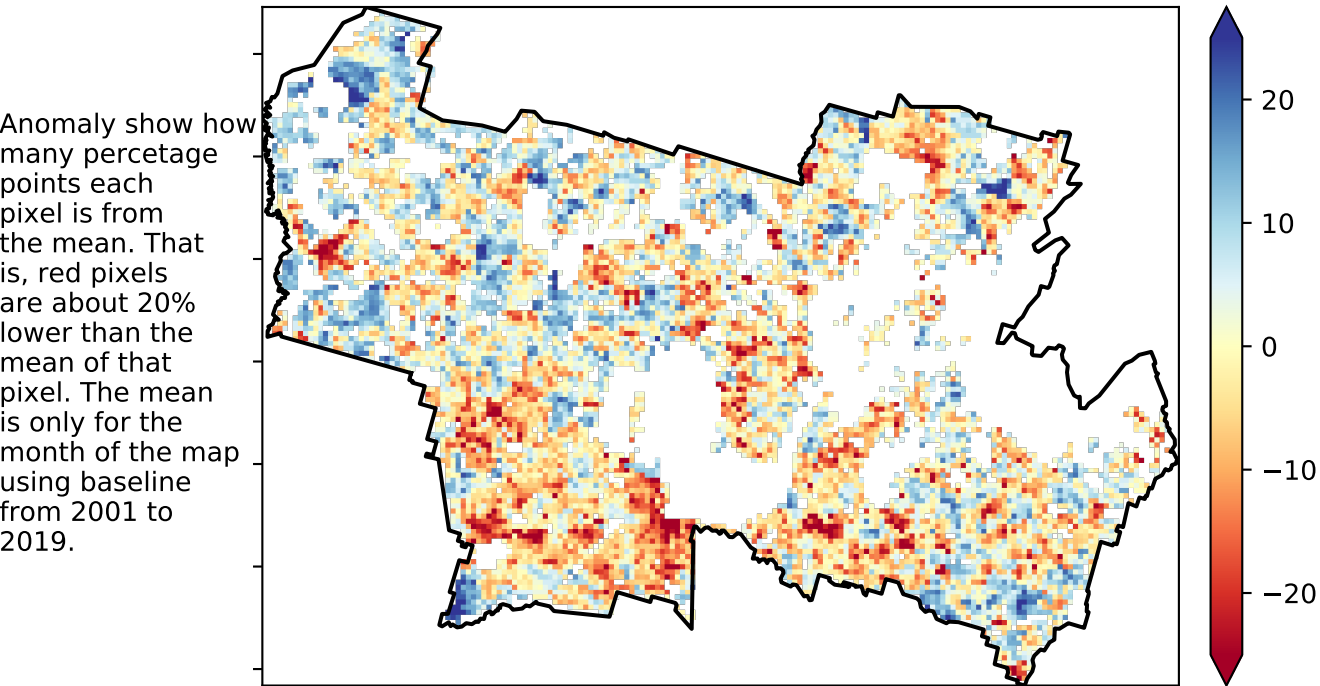 Anomaly show how
many percetage
points each
pixel is from
the mean. That
is, red pixels
are about 20%
lower than the
mean of that
pixel. The mean
is only for the
month of the map
using baseline
from 2001 to
2019.
20
10
0
−10
−20